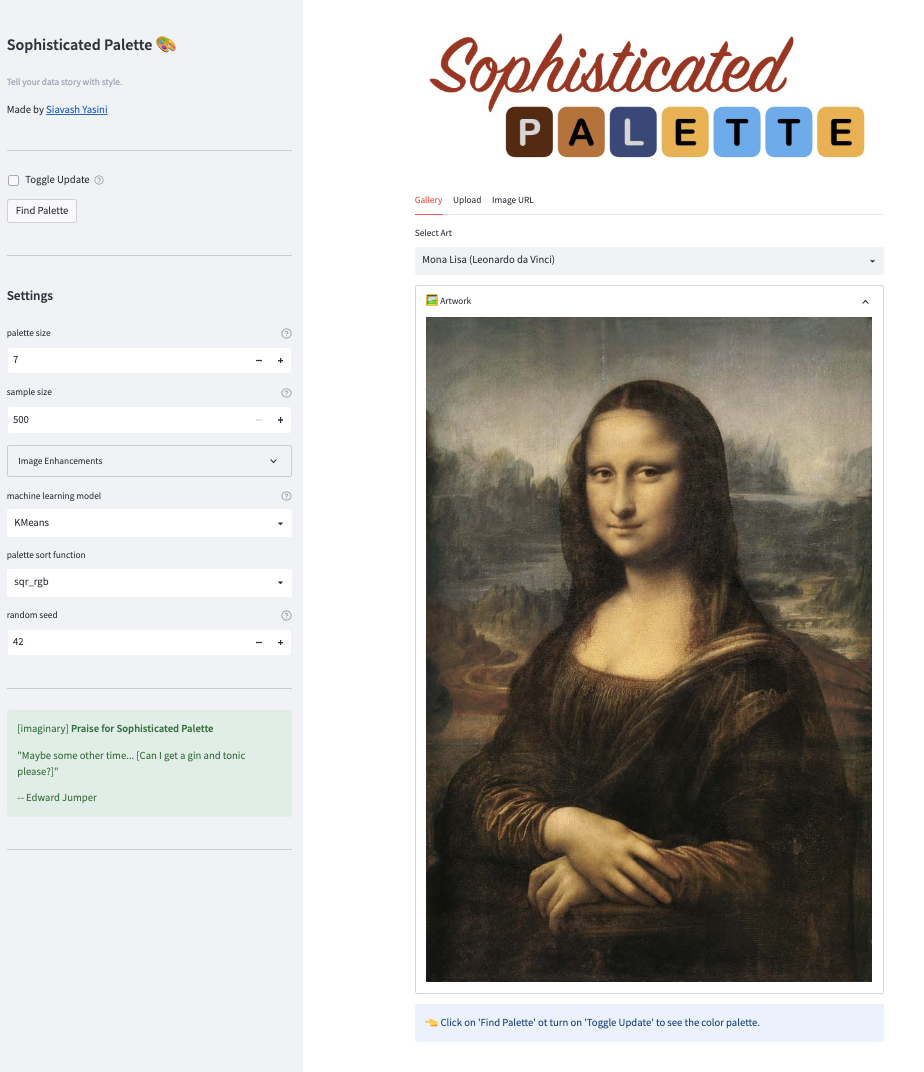 Sophisticated Palette 🎨
Tell your data story with style.
Made by Siavash Yasini
Toggle Update
Find Palette
Settings
palette size
7
sample size
500
Image Enhancements
machine learning model
KMeans
palette sort function
sqr_rgb
random seed
42
[imaginary] Praise for Sophisticated Palette
"Maybe some other time... [Can I get a gin and tonic
please?]"
-- Edward Jumper
Sophisticated
PALETTE
Gallery Upload Image URL
Select Art
Mona Lisa (Leonardo da Vinci)
🖼️ Artwork
👈 Click on 'Find Palette' ot turn on 'Toggle Update' to see the color palette.